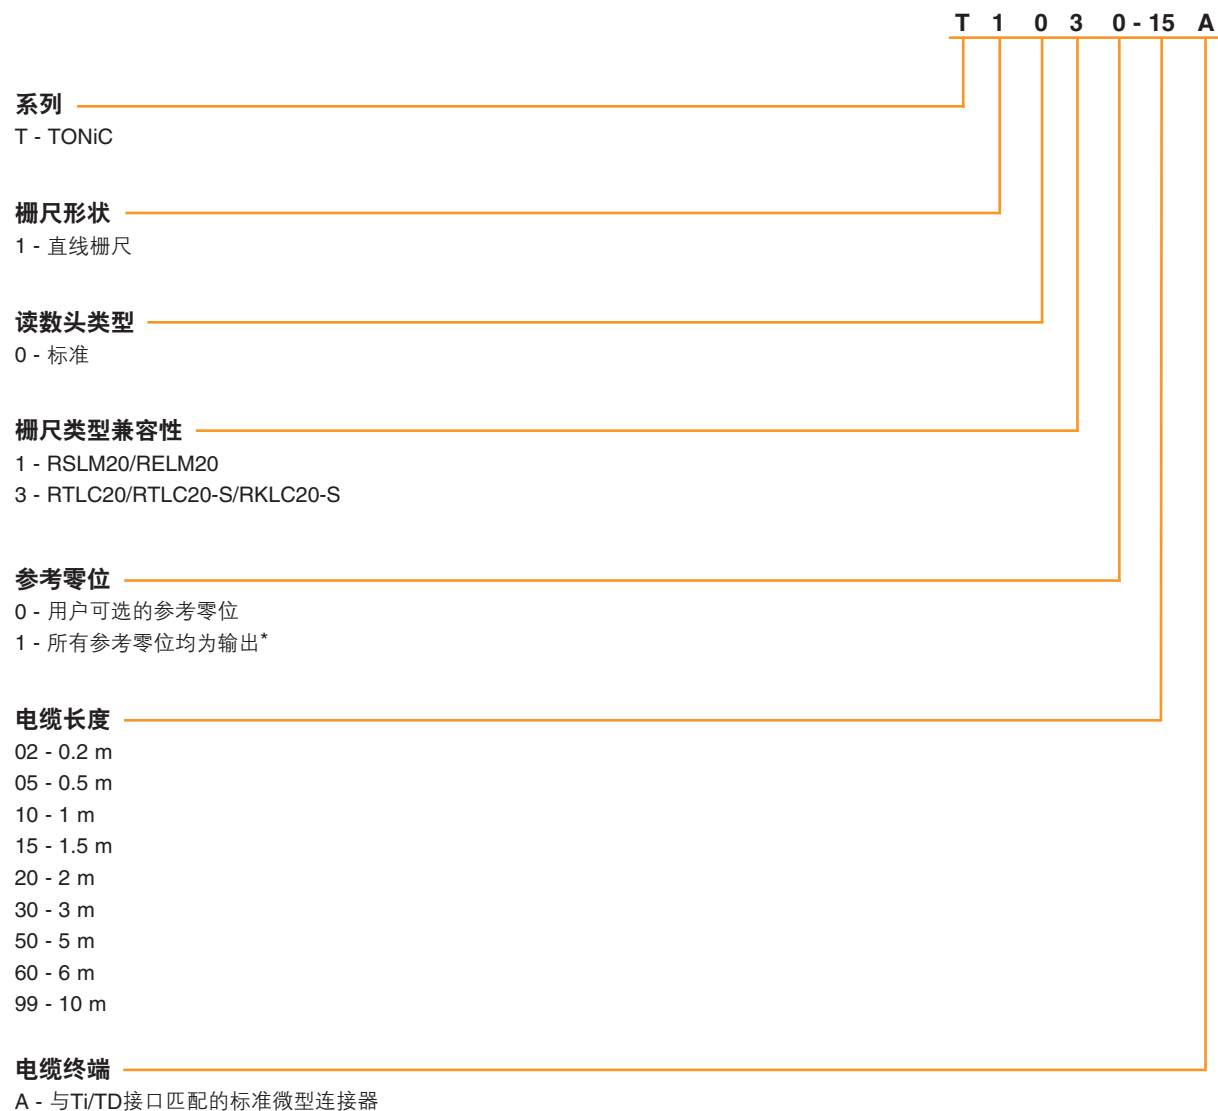 T 1 0 3 0 - 15 A
系列
T - TONiC
栅尺形状
1 - 直线栅尺
读数头类型
0 - 标准
栅尺类型兼容性
1 - RSLM20/RELM20
3 - RTLC20/RTLC20-S/RKLC20-S
参考零位
0 - 用户可选的参考零位
1 - 所有参考零位均为输出*
电缆长度
02 - 0.2 m
05 - 0.5 m
10 - 1 m
15 - 1.5 m
20 - 2 m
30 - 3 m
50 - 5 m
60 - 6 m
99 - 10 m
电缆终端
A - 与Ti/TD接口匹配的标准微型连接器